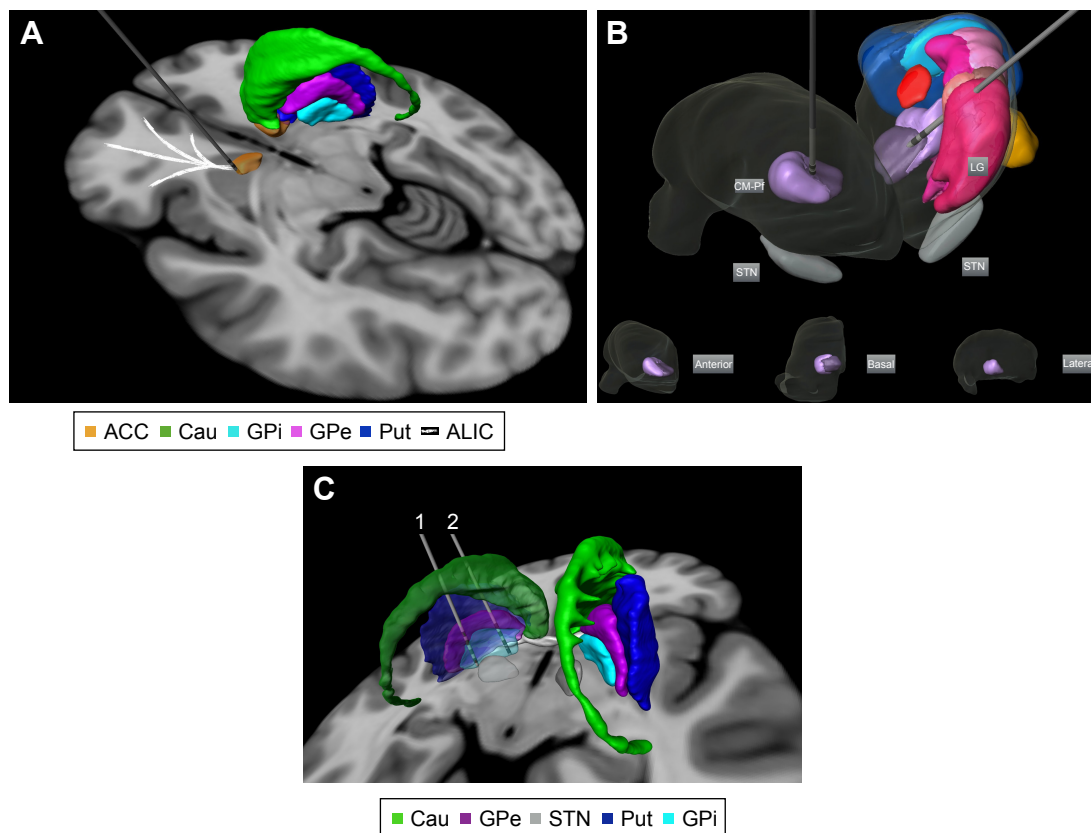 A
B
CM-Pf
LG
STN
STN
Anterior
Basal
Latera
ACC Cau GPi GPe Put ALIC
C
1 2
Cau GPe STN Put GPi